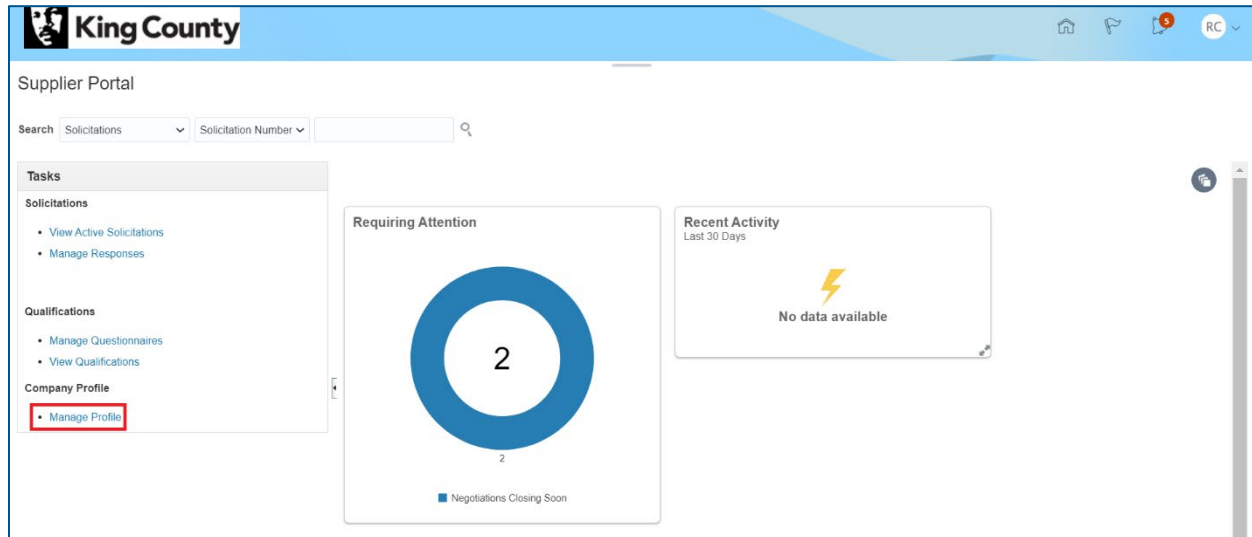 King County
5
RC
Supplier Portal
Search Solicitations Solicitation Number
Tasks
Solicitations
• View Active Solicitations
• Manage Responses
Qualifications
• Manage Questionnaires
• View Qualifications
Company Profile
• Manage Profile
Requiring Attention
2
2
Negotiations Closing Soon
Recent Activity
Last 30 Days
No data available